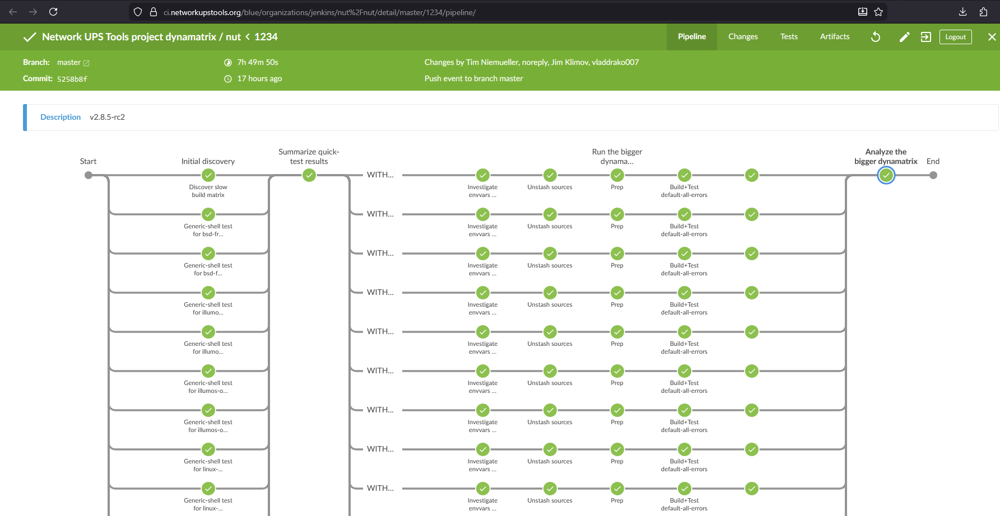 ci.networkupstools.org/blue/organizations/jenkins/nut%2Fnut/detail/master/1234/pipeline/
Network UPS Tools project dynamatrix / nut < 1234
Pipeline Changes Tests Artifacts Logout
Branch: master 7h 49m 50s Changes by Tim Niemueller, noreply, Jim Klimov, vladdrako007
Commit: 5258b8f 17 hours ago Push event to branch master
Description v2.8.5-rc2
Summarize quick- Run the bigger Analyze the
Start Initial discovery test results dynama... bigger dynamatrix End
WITH...
Discover slow Investigate Unstash sources Prep Build+Test
build matrix envvars ... default-all-errors
WITH...
Generic-shell test Investigate Unstash sources Prep Build+Test
for bsd-fr... envvars ... default-all-errors
WITH...
Generic-shell test Investigate Unstash sources Prep Build+Test
for bsd-f... envvars ... default-all-errors
WITH...
Generic-shell test Investigate Unstash sources Prep Build+Test
for illumo... envvars ... default-all-errors
WITH...
Generic-shell test Investigate Unstash sources Prep Build+Test
for illumo... envvars ... default-all-errors
WITH...
Generic-shell test Investigate Unstash sources Prep Build+Test
for illumos-o... envvars ... default-all-errors
WITH...
Generic-shell test Investigate Unstash sources Prep Build+Test
for illumos-o... envvars ... default-all-errors
WITH...
Generic-shell test Investigate Unstash sources Prep Build+Test
for linux-... envvars ... default-all-errors
WITH...
Generic-shell test Investigate Unstash sources Prep Build+Test
for linux-... envvars ... default-all-errors